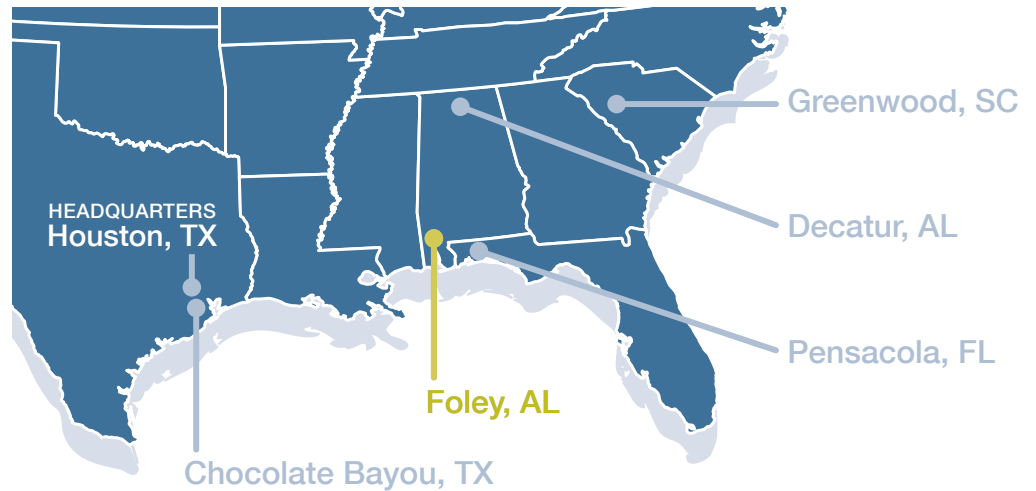 Greenwood, SC
HEADQUARTERS
Houston, TX
Decatur, AL
Pensacola, FL
Foley, AL
Chocolate Bayou, TX